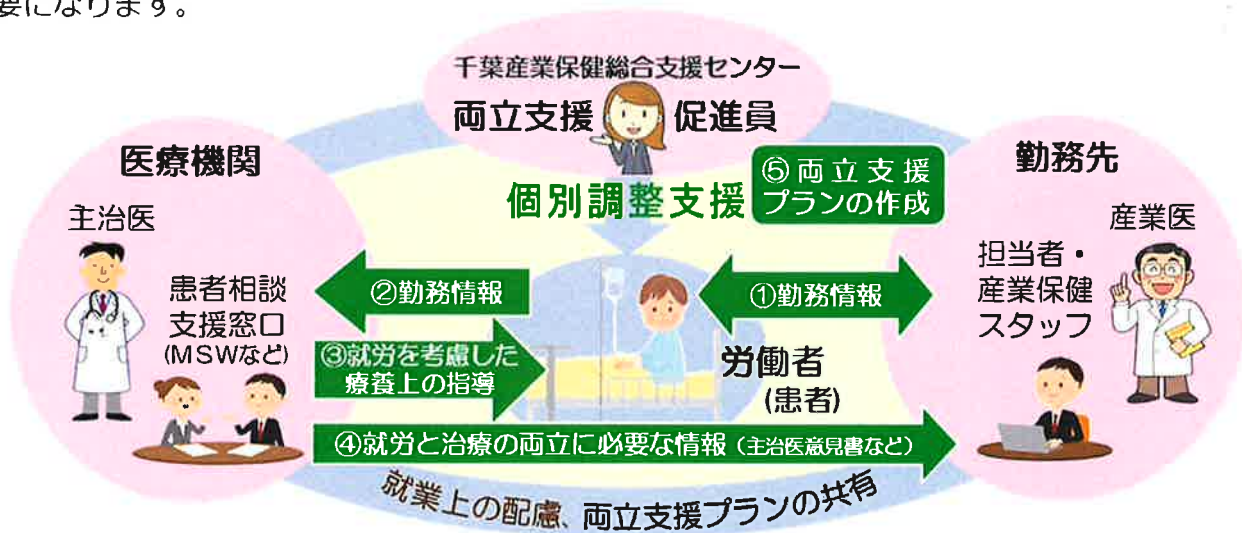 要になります。
千葉産業保健総合支援センター
両立支援 促進員
医療機関
主治医
患者相談
支援窓口
(MSWなど)
個別調整支援
⑤両立支援
プランの作成
勤務先
産業医
担当者・
産業保健
スタッフ
②勤務情報
①勤務情報
③就労を考慮した
療養上の指導
労働者
(患者)
④就労と治療の両立に必要な情報(主治医意見書など)
就業上の配慮、両立支援プランの共有